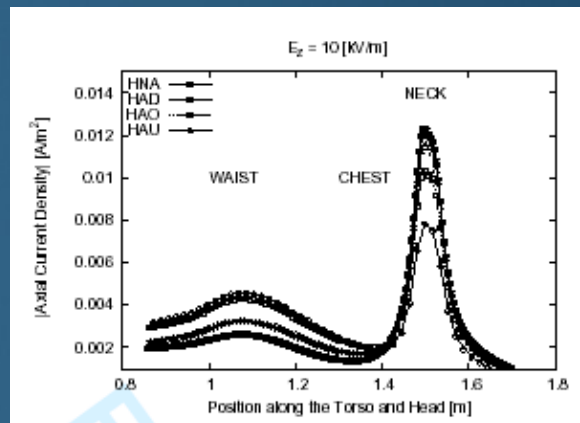 E_z = 10 [KV/m]
0.014
0.012
0.01
0.008
0.006
0.004
0.002
|Axial Current Density| [A/m²]
HNA
HAD
HAO
HAU
NECK
WAIST
CHEST
0.8
1
1.2
1.4
1.6
1.8
Position along the Torso and Head [m]